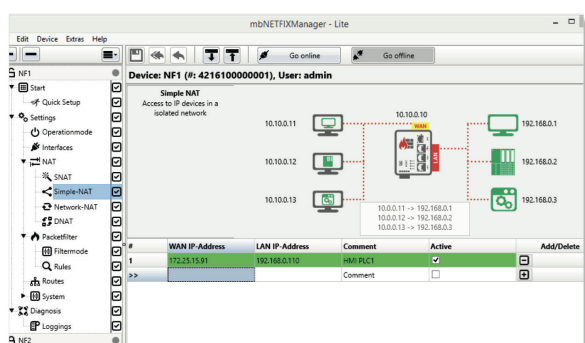 mbNETFIXManager - Lite
Edit Device Extras Help
Go online
Go offline
NF1
Start
Quick Setup
Settings
Operationmode
Interfaces
NAT
SNAT
Simple-NAT
Network-NAT
DNAT
Packetfilter
Filtermode
Rules
Routes
System
Diagnosis
Loggings
NF2
Device: NF1 (#: 4216100000001), User: admin
Simple NAT
Access to IP devices in a
isolated network
10.10.0.11
10.10.0.12
10.10.0.13
10.10.0.10
WAN
LAN
192.168.0.1
192.168.0.2
192.168.0.3
10.0.0.11 -> 192.168.0.1
10.0.0.12 -> 192.168.0.2
10.0.0.13 -> 192.168.0.3
# WAN IP-Address LAN IP-Address Comment Active Add/Delete
1 172.25.15.91 192.168.0.110 HMI PLC1
>> Comment